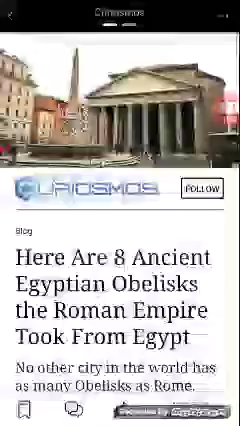 Curiosmos
CURIOSMOS
FOLLOW
Blog
Here Are 8 Ancient
Egyptian Obelisks
the Roman Empire
Took From Egypt
No other city in the world has
as many Obelisks as Rome.